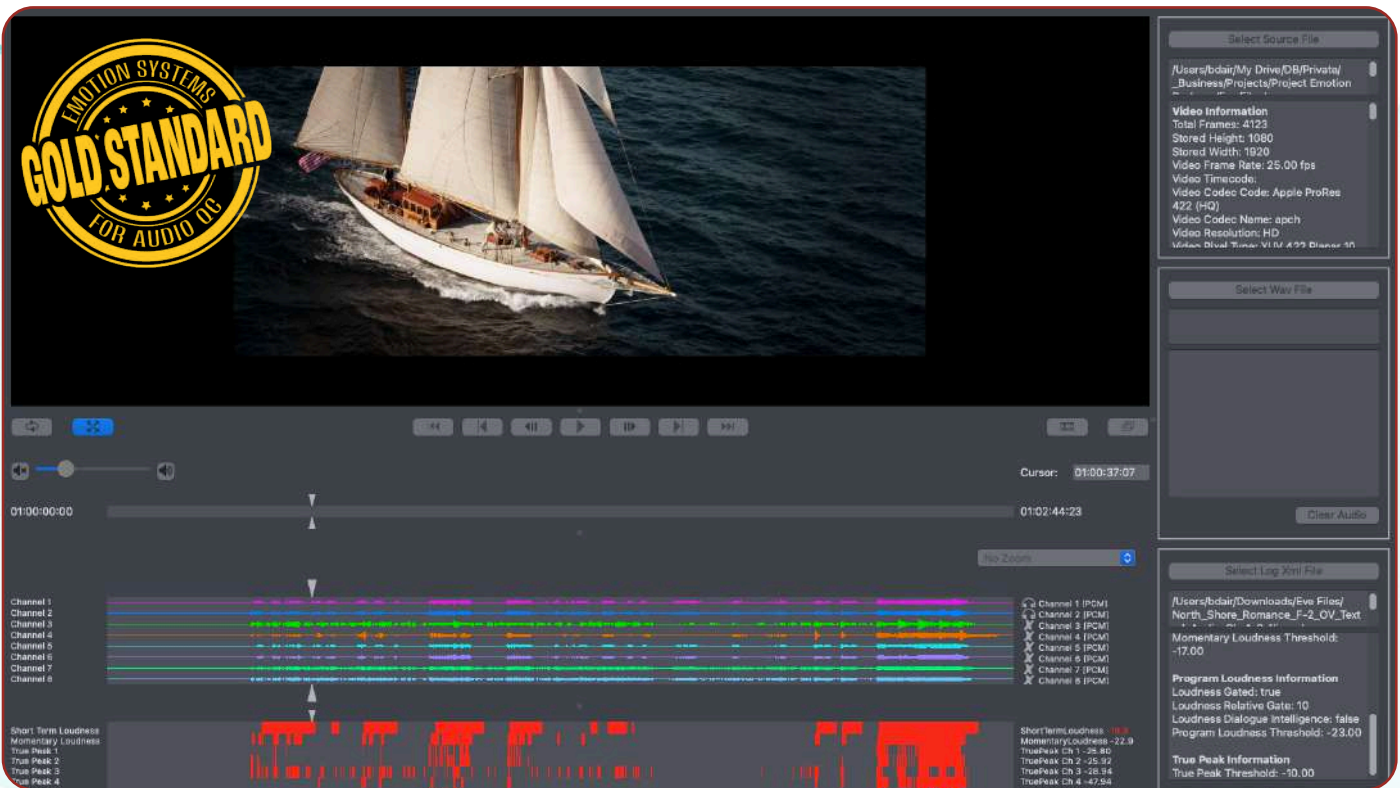 EMOTION SYSTEMS
GOLD STANDARD
FOR AUDIO QC
Select Source File
/Users/bdair/My Drive/DB/Private/
_Business/Projects/Project Emotion
Video Information
Total Frames: 4123
Stored Height: 1080
Stored Width: 1920
Video Frame Rate: 25.00 fps
Video Timecode:
Video Codec Code: Apple ProRes
422 (HQ)
Video Codec Name: apch
Video Resolution: HD
Video Pixel Type: YUV 422 Planar 10
Select Wav File
Clear Audio
Cursor: 01:00:37:07
01:00:00:00
01:02:44:23
No Zoom
Channel 1
Channel 2
Channel 3
Channel 4
Channel 5
Channel 6
Channel 7
Channel 8
Channel 1 [PCM]
Channel 2 [PCM]
Channel 3 [PCM]
Channel 4 [PCM]
Channel 5 [PCM]
Channel 6 [PCM]
Channel 7 [PCM]
Channel 8 [PCM]
Short Term Loudness
Momentary Loudness
True Peak 1
True Peak 2
True Peak 3
True Peak 4
ShortTermLoudness
MomentaryLoudness -22.9
TruePeak Ch 1 -25.80
TruePeak Ch 2 -25.92
TruePeak Ch 3 -28.94
TruePeak Ch 4 -47.94
Select Log Xml File
/Users/bdair/Downloads/Eve Files/
North_Shore_Romance_F-2_OV_Text
Momentary Loudness Threshold:
-17.00
Program Loudness Information
Loudness Gated: true
Loudness Relative Gate: 10
Loudness Dialogue Intelligence: false
Program Loudness Threshold: -23.00
True Peak Information
True Peak Threshold: -10.00